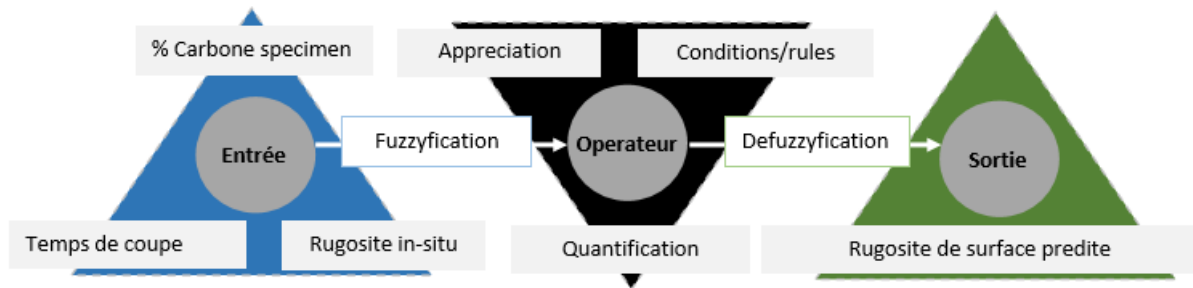 % Carbone specimen
Entrée
Temps de coupe
Rugosite in-situ
Fuzzyfication
Appreciation
Conditions/rules
Operateur
Quantification
Defuzzyfication
Sortie
Rugosite de surface predite